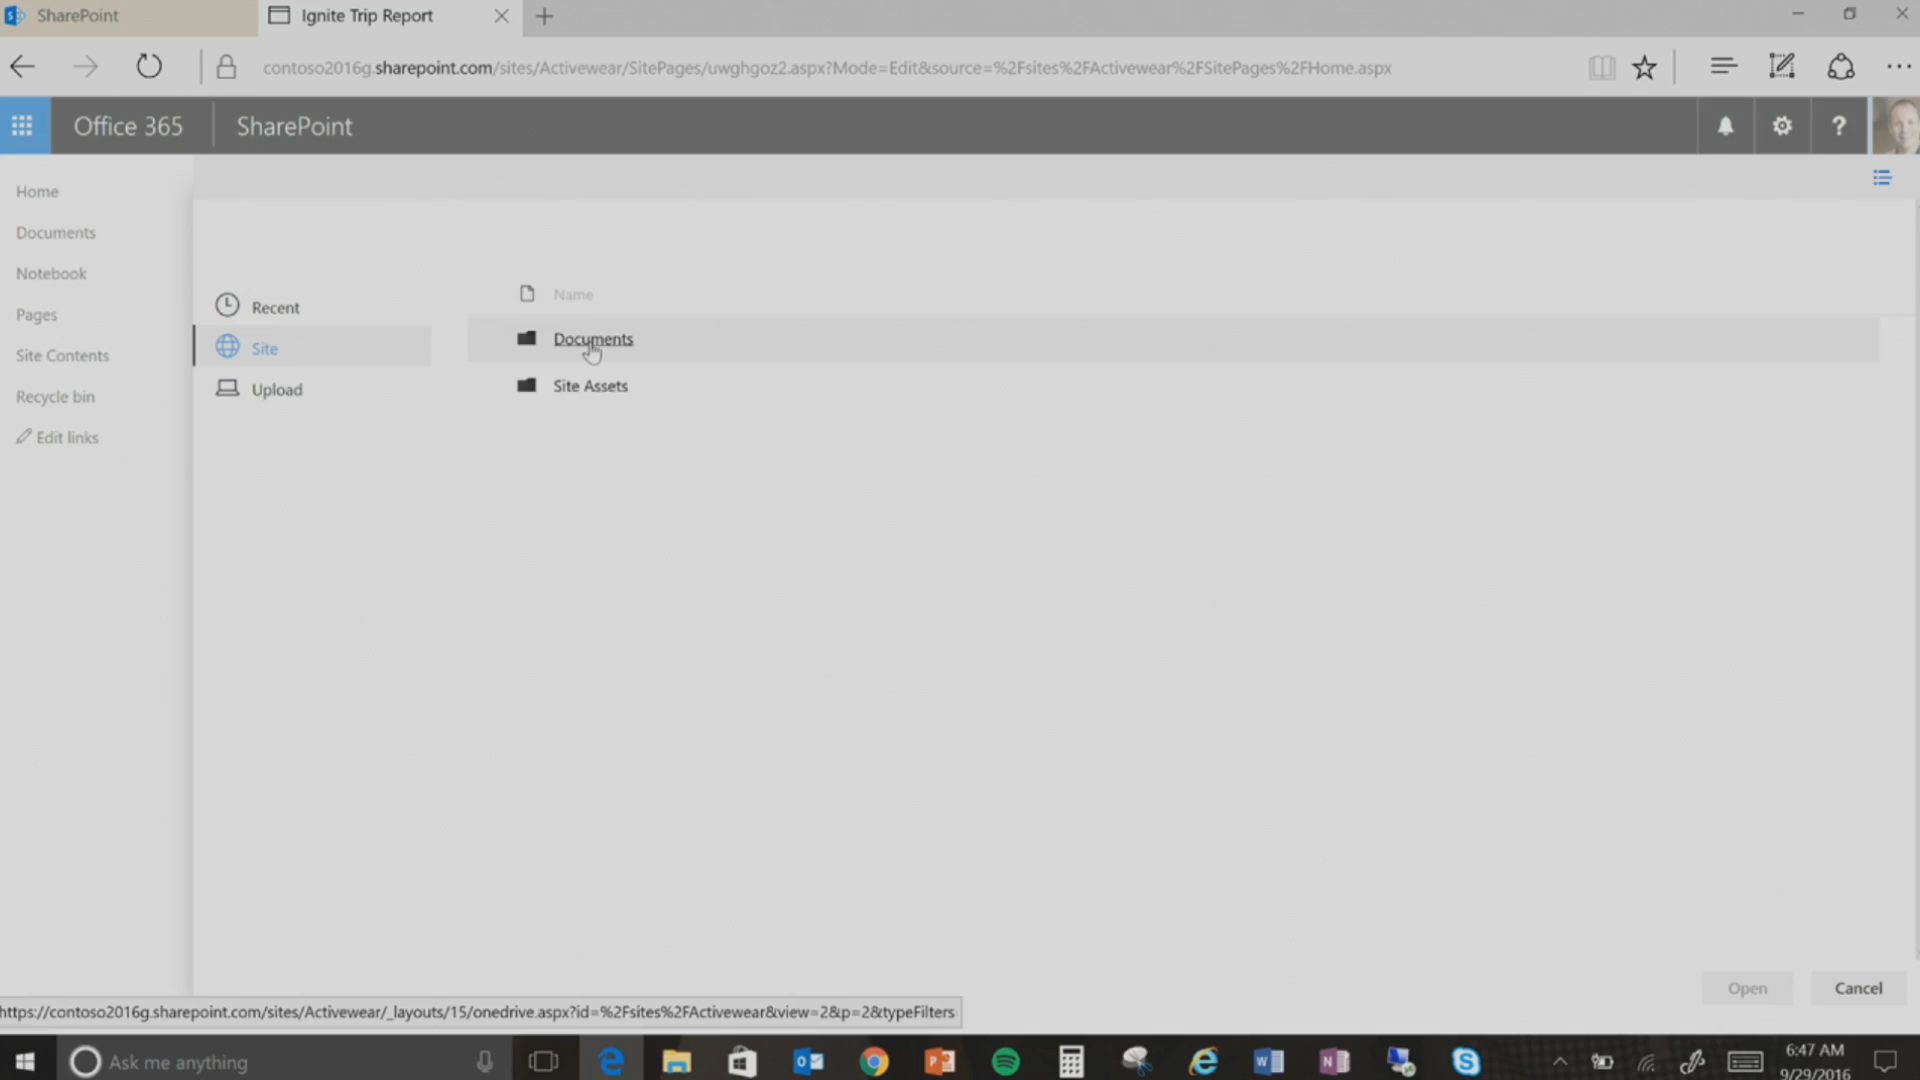 SharePoint
Ignite Trip Report
contoso2016g.sharepoint.com/sites/Activewear/SitePages/uwghgoz2.aspx?Mode=Edit&source=%2Fsites%2FActivewear%2FSitePages%2FHome.aspx
Office 365
SharePoint
?
Home
Documents
Notebook
Pages
Site Contents
Recycle bin
Edit links
Recent
Site
Upload
Name
Documents
Site Assets
Open
Cancel
https://contoso2016g.sharepoint.com/sites/Activewear/_layouts/15/onedrive.aspx?id=%2Fsites%2FActivewear&view=2&p=2&typeFilters
Ask me anything
6:47 AM
9/29/2016